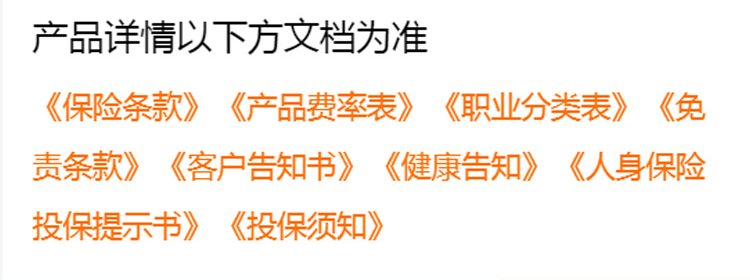 产品详情以下方文档为准
《保险条款》《产品费率表》《职业分类表》《免
责条款》《客户告知书》《健康告知》《人身保险
投保提示书》《投保须知》